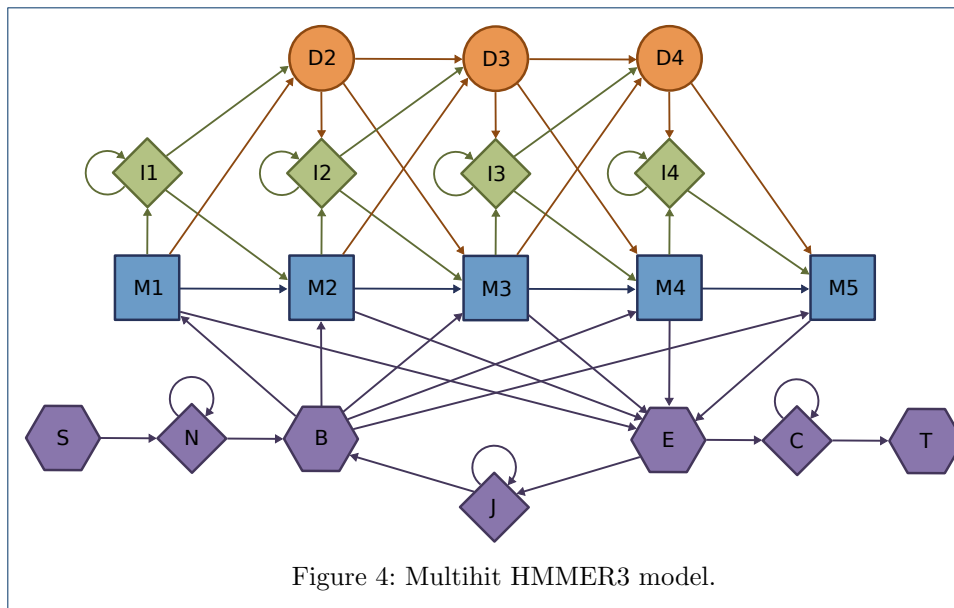 D2 D3 D4
I1 I2 I3 I4
M1 M2 M3 M4 M5
S N B E C T
J
Figure 4: Multihit HMMER3 model.